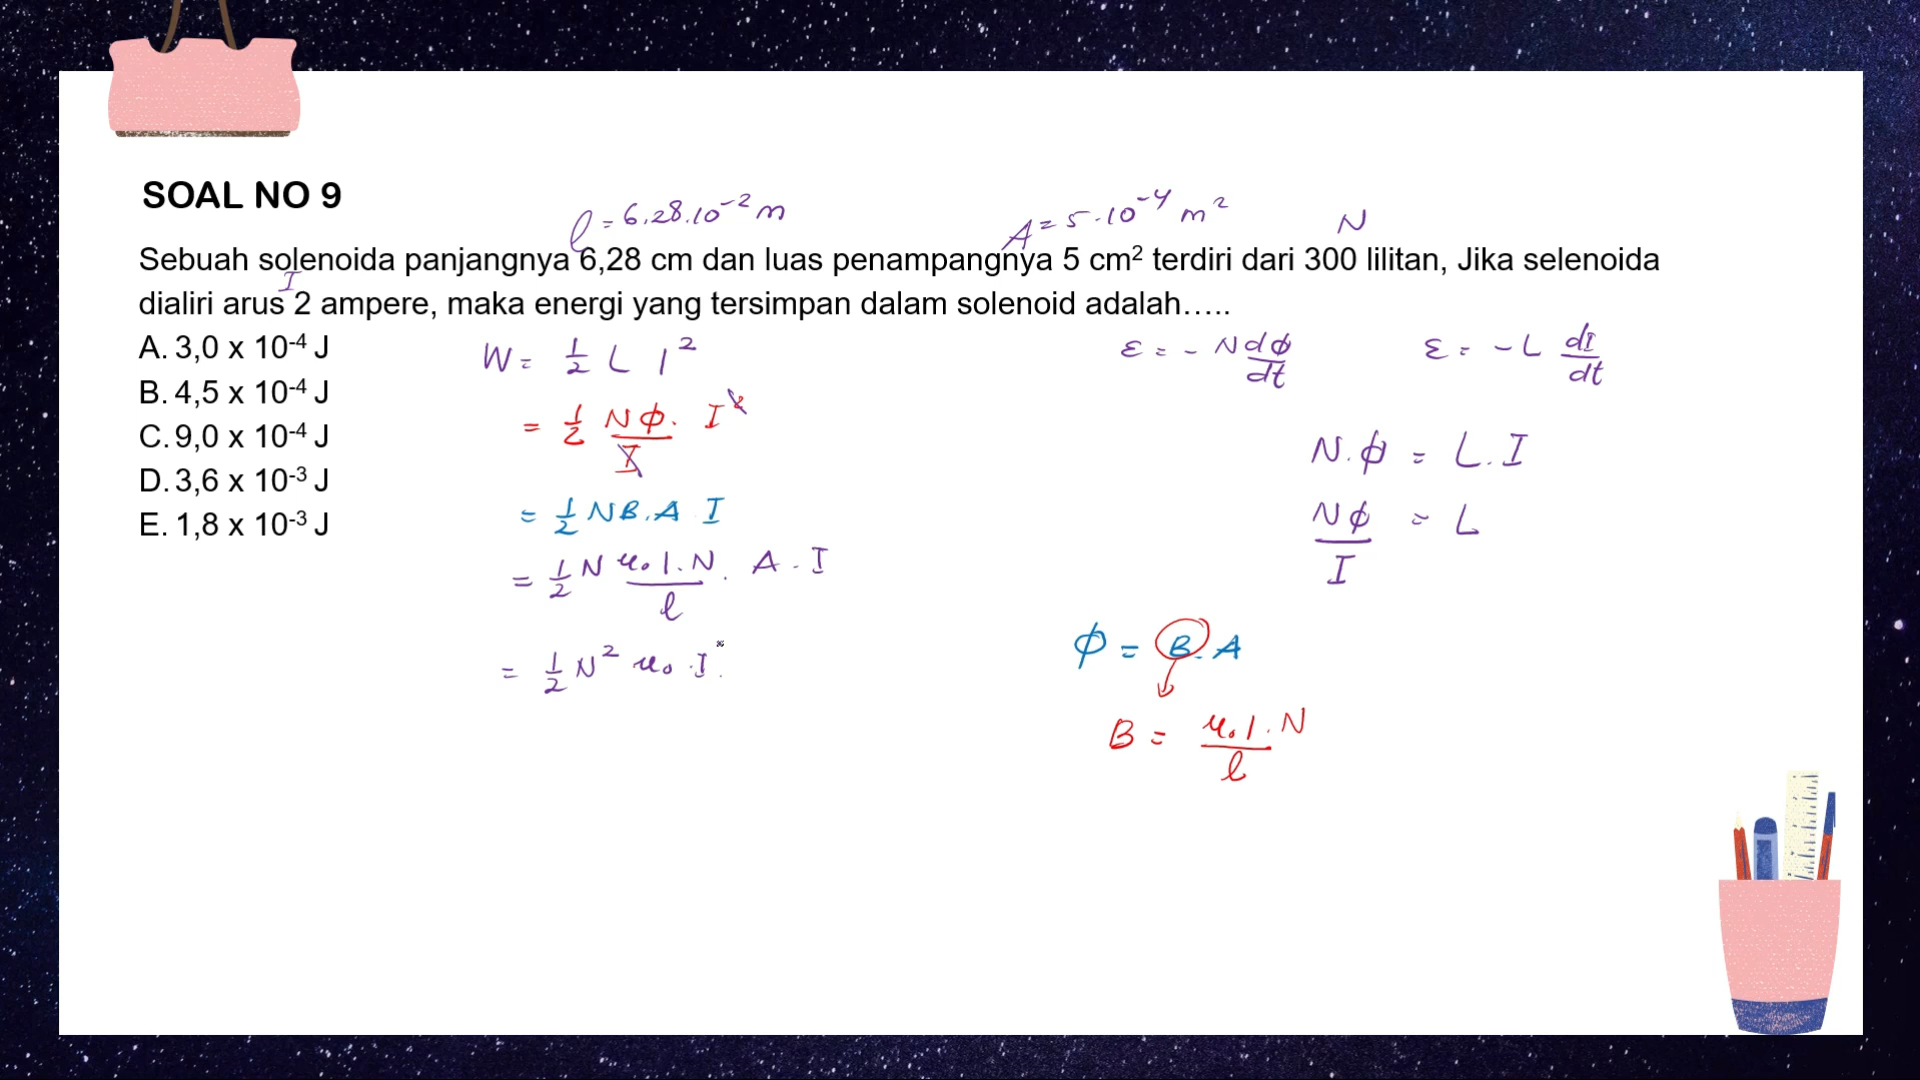 SOAL NO 9
l = 6.28.10⁻² m
A = 5.10⁻⁴ m²
N
Sebuah solenoida panjangnya 6,28 cm dan luas penampangnya 5 cm² terdiri dari 300 lilitan, Jika selenoida
I
dialiri arus 2 ampere, maka energi yang tersimpan dalam solenoid adalah…..
A. 3,0 x 10⁻⁴ J
B. 4,5 x 10⁻⁴ J
C. 9,0 x 10⁻⁴ J
D. 3,6 x 10⁻³ J
E. 1,8 x 10⁻³ J
W = 1/2 L I²
= 1/2 Nφ/I . I²
= 1/2 N B.A I
= 1/2 N μ₀ I.N/l . A . I
= 1/2 N² μ₀ . I
ε = - N dφ/dt
ε = - L dI/dt
N.φ = L.I
Nφ/I = L
φ = B.A
B = μ₀ I.N/l